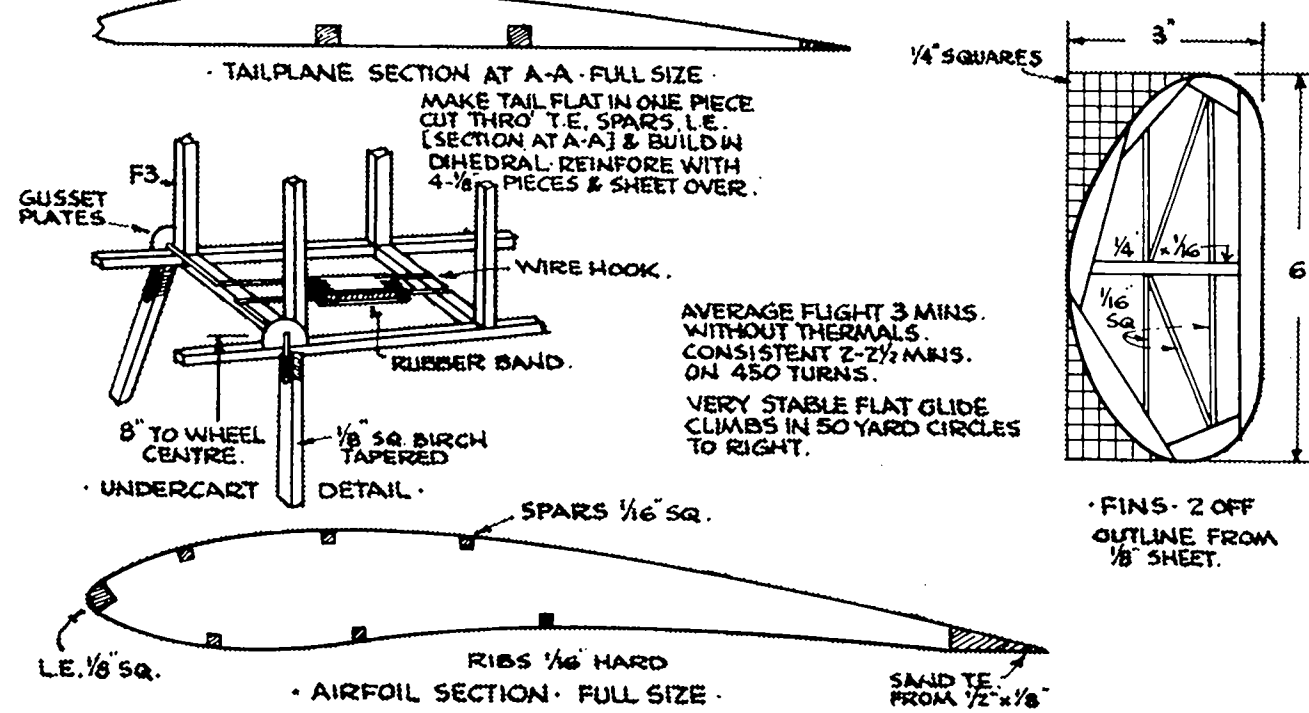 · TAILPLANE SECTION AT A-A · FULL SIZE ·
MAKE TAIL FLAT IN ONE PIECE
CUT THRO' T.E, SPARS, L.E.
[SECTION AT A-A] & BUILD IN
DIHEDRAL · REINFORE WITH
4-1/8" PIECES & SHEET OVER.
1/4" SQUARES
3"
6
1/4" × 1/16
1/16"
SQ
· FINS · 2 OFF
OUTLINE FROM
1/8" SHEET.
F3
GUSSET
PLATES
WIRE HOOK.
RUBBER BAND.
8" TO WHEEL
CENTRE.
1/8" SQ. BIRCH
TAPERED
· UNDERCART DETAIL ·
AVERAGE FLIGHT 3 MINS.
WITHOUT THERMALS.
CONSISTENT 2-2 1/2 MINS.
ON 450 TURNS.
VERY STABLE FLAT GLIDE
CLIMBS IN 50 YARD CIRCLES
TO RIGHT.
SPARS 1/16" SQ.
L.E. 1/8" SQ.
RIBS 1/16" HARD
· AIRFOIL SECTION · FULL SIZE ·
SAND T.E.
FROM 1/2" × 1/8"